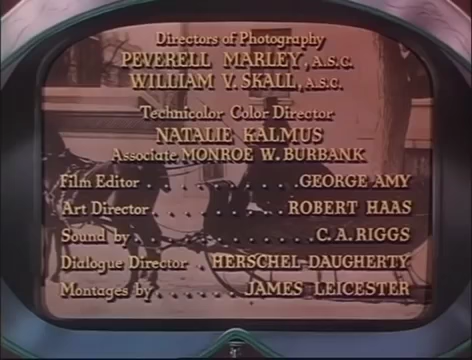 Directors of Photography
PEVERELL MARLEY, A.S.C.
WILLIAM V. SKALL, A.S.C.
Technicolor Color Director
NATALIE KALMUS
Associate MONROE W. BURBANK
Film Editor . . . . . . . . . GEORGE AMY
Art Director . . . . . . . . ROBERT HAAS
Sound by . . . . . . . . . . C. A. RIGGS
Dialogue Director . . HERSCHEL DAUGHERTY
Montages by . . . . . . JAMES LEICESTER